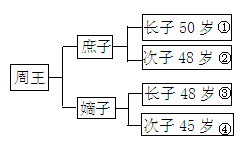 周王
庶子
长子 50 岁①
次子 48 岁②
嫡子
长子 48 岁③
次子 45 岁④